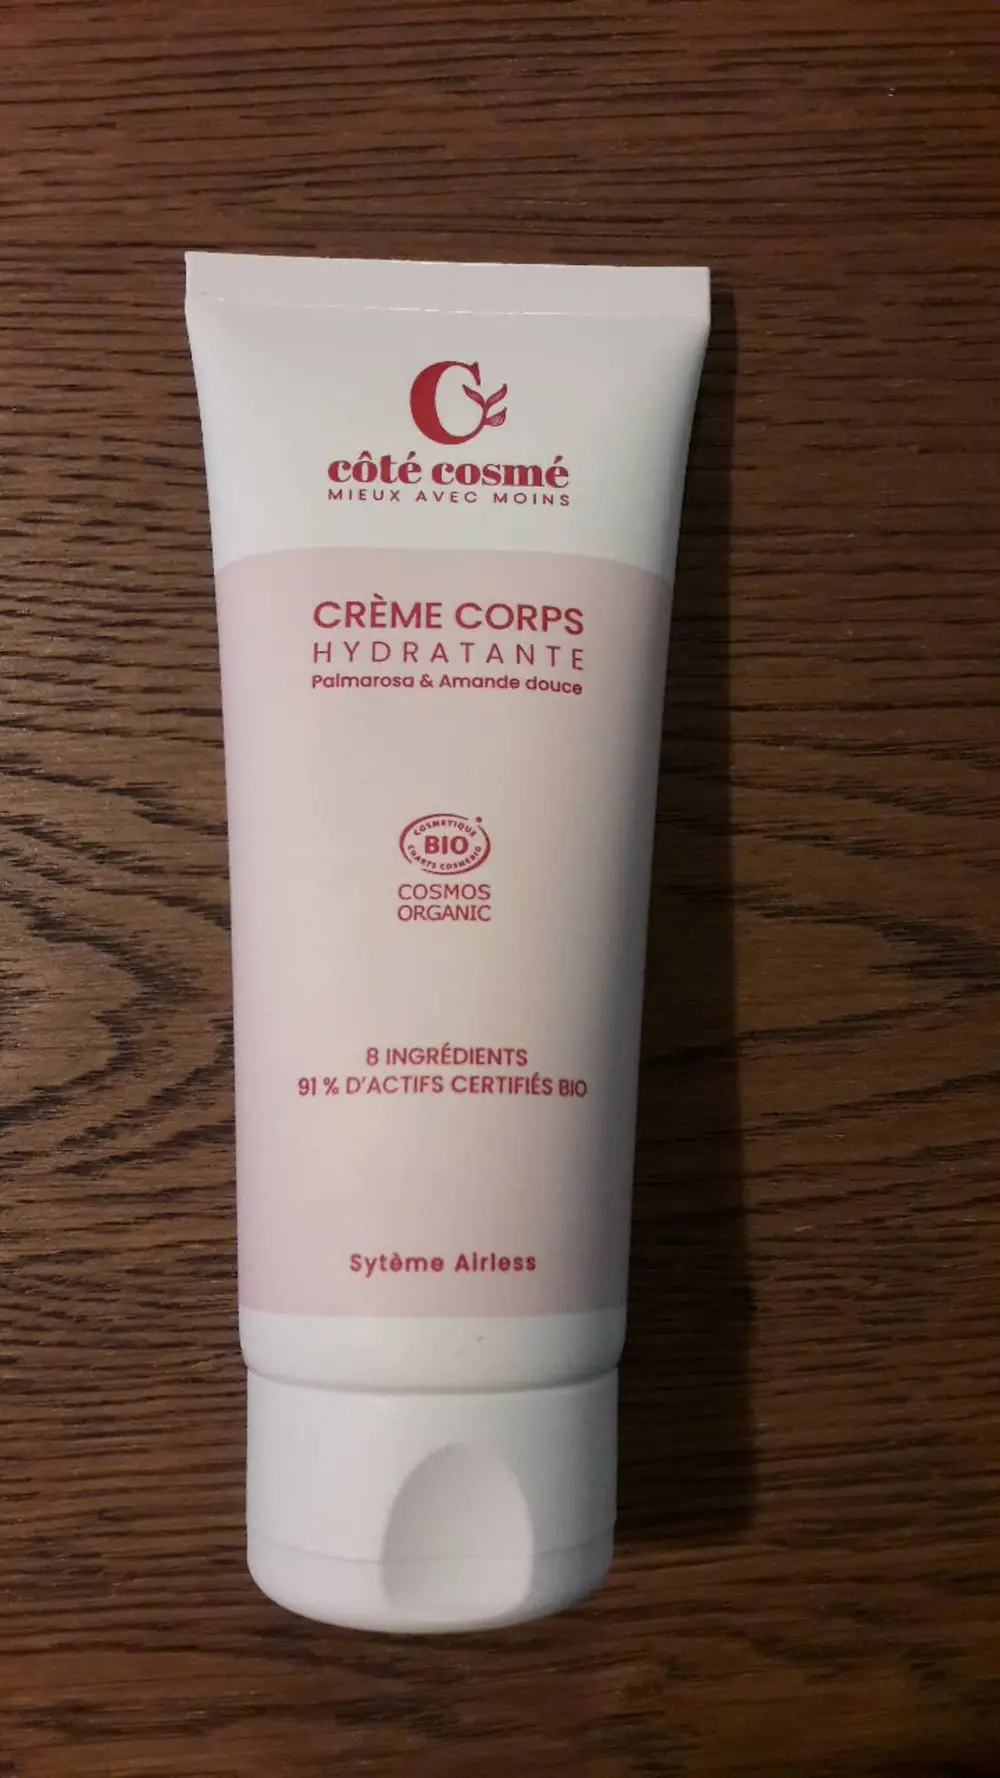 côté cosmé
MIEUX AVEC MOINS
CRÈME CORPS
HYDRATANTE
Palmarosa & Amande douce
COSMETIQUE
BIO
CHARTE COSMEBIO
COSMOS
ORGANIC
8 INGRÉDIENTS
91 % D'ACTIFS CERTIFIÉS BIO
Sytème Airless